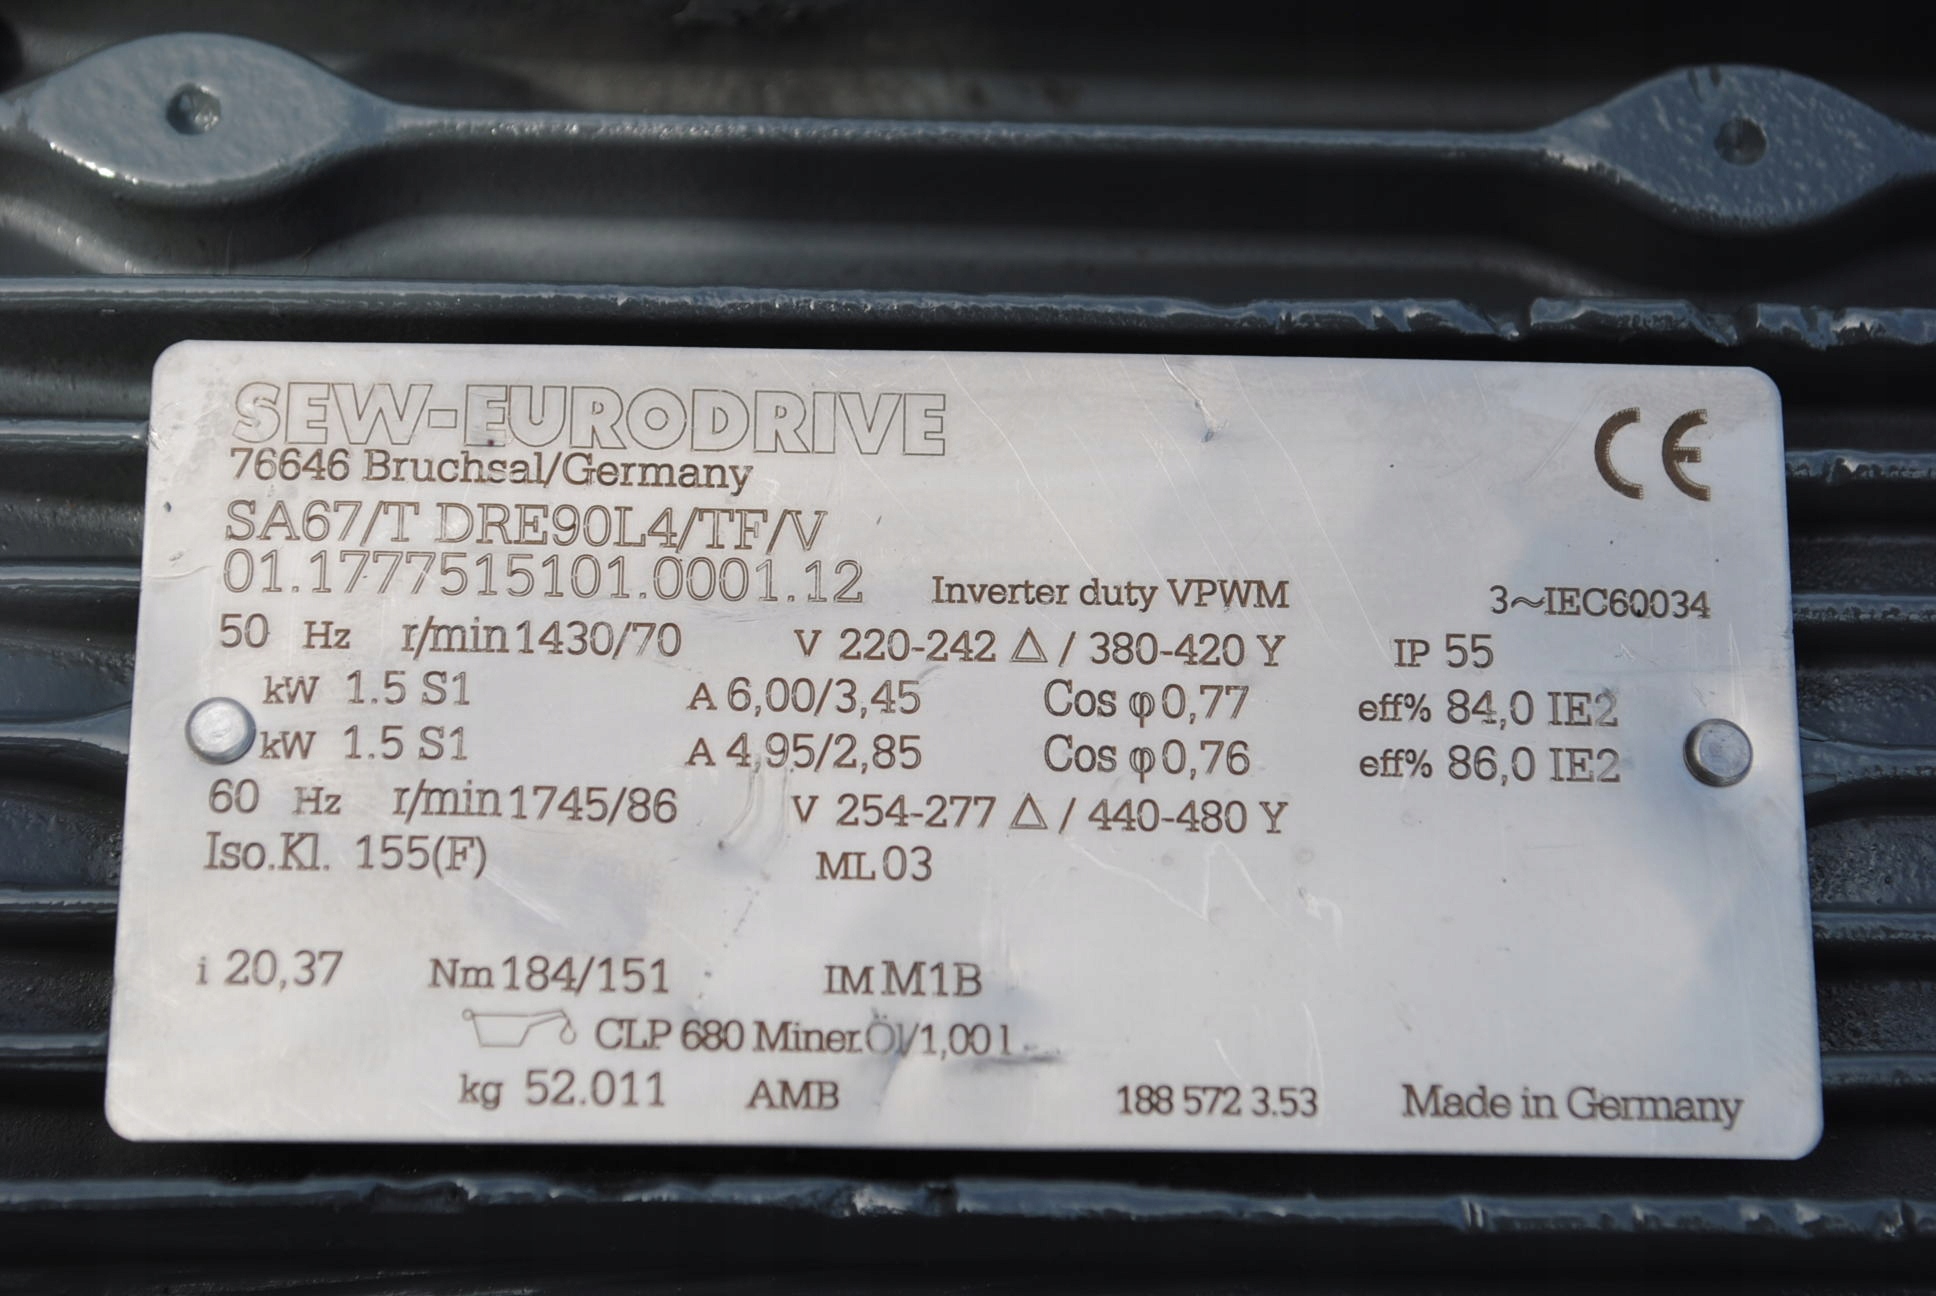 SEW-EURODRIVE
CE
76646 Bruchsal/Germany
SA67/T DRE90L4/TF/V
01.1777515101.0001.12 Inverter duty VPWM 3~IEC60034
50 Hz r/min 1430/70 V 220-242 △ / 380-420 Y IP 55
kW 1.5 S1 A 6,00/3,45 Cos φ 0,77 eff% 84,0 IE2
kW 1.5 S1 A 4,95/2,85 Cos φ 0,76 eff% 86,0 IE2
60 Hz r/min 1745/86 V 254-277 △ / 440-480 Y
Iso.Kl. 155(F) ML 03
i 20,37 Nm 184/151 IM M1B
CLP 680 Miner.Öl/1,00 l
kg 52.011 AMB 188 572 3.53 Made in Germany